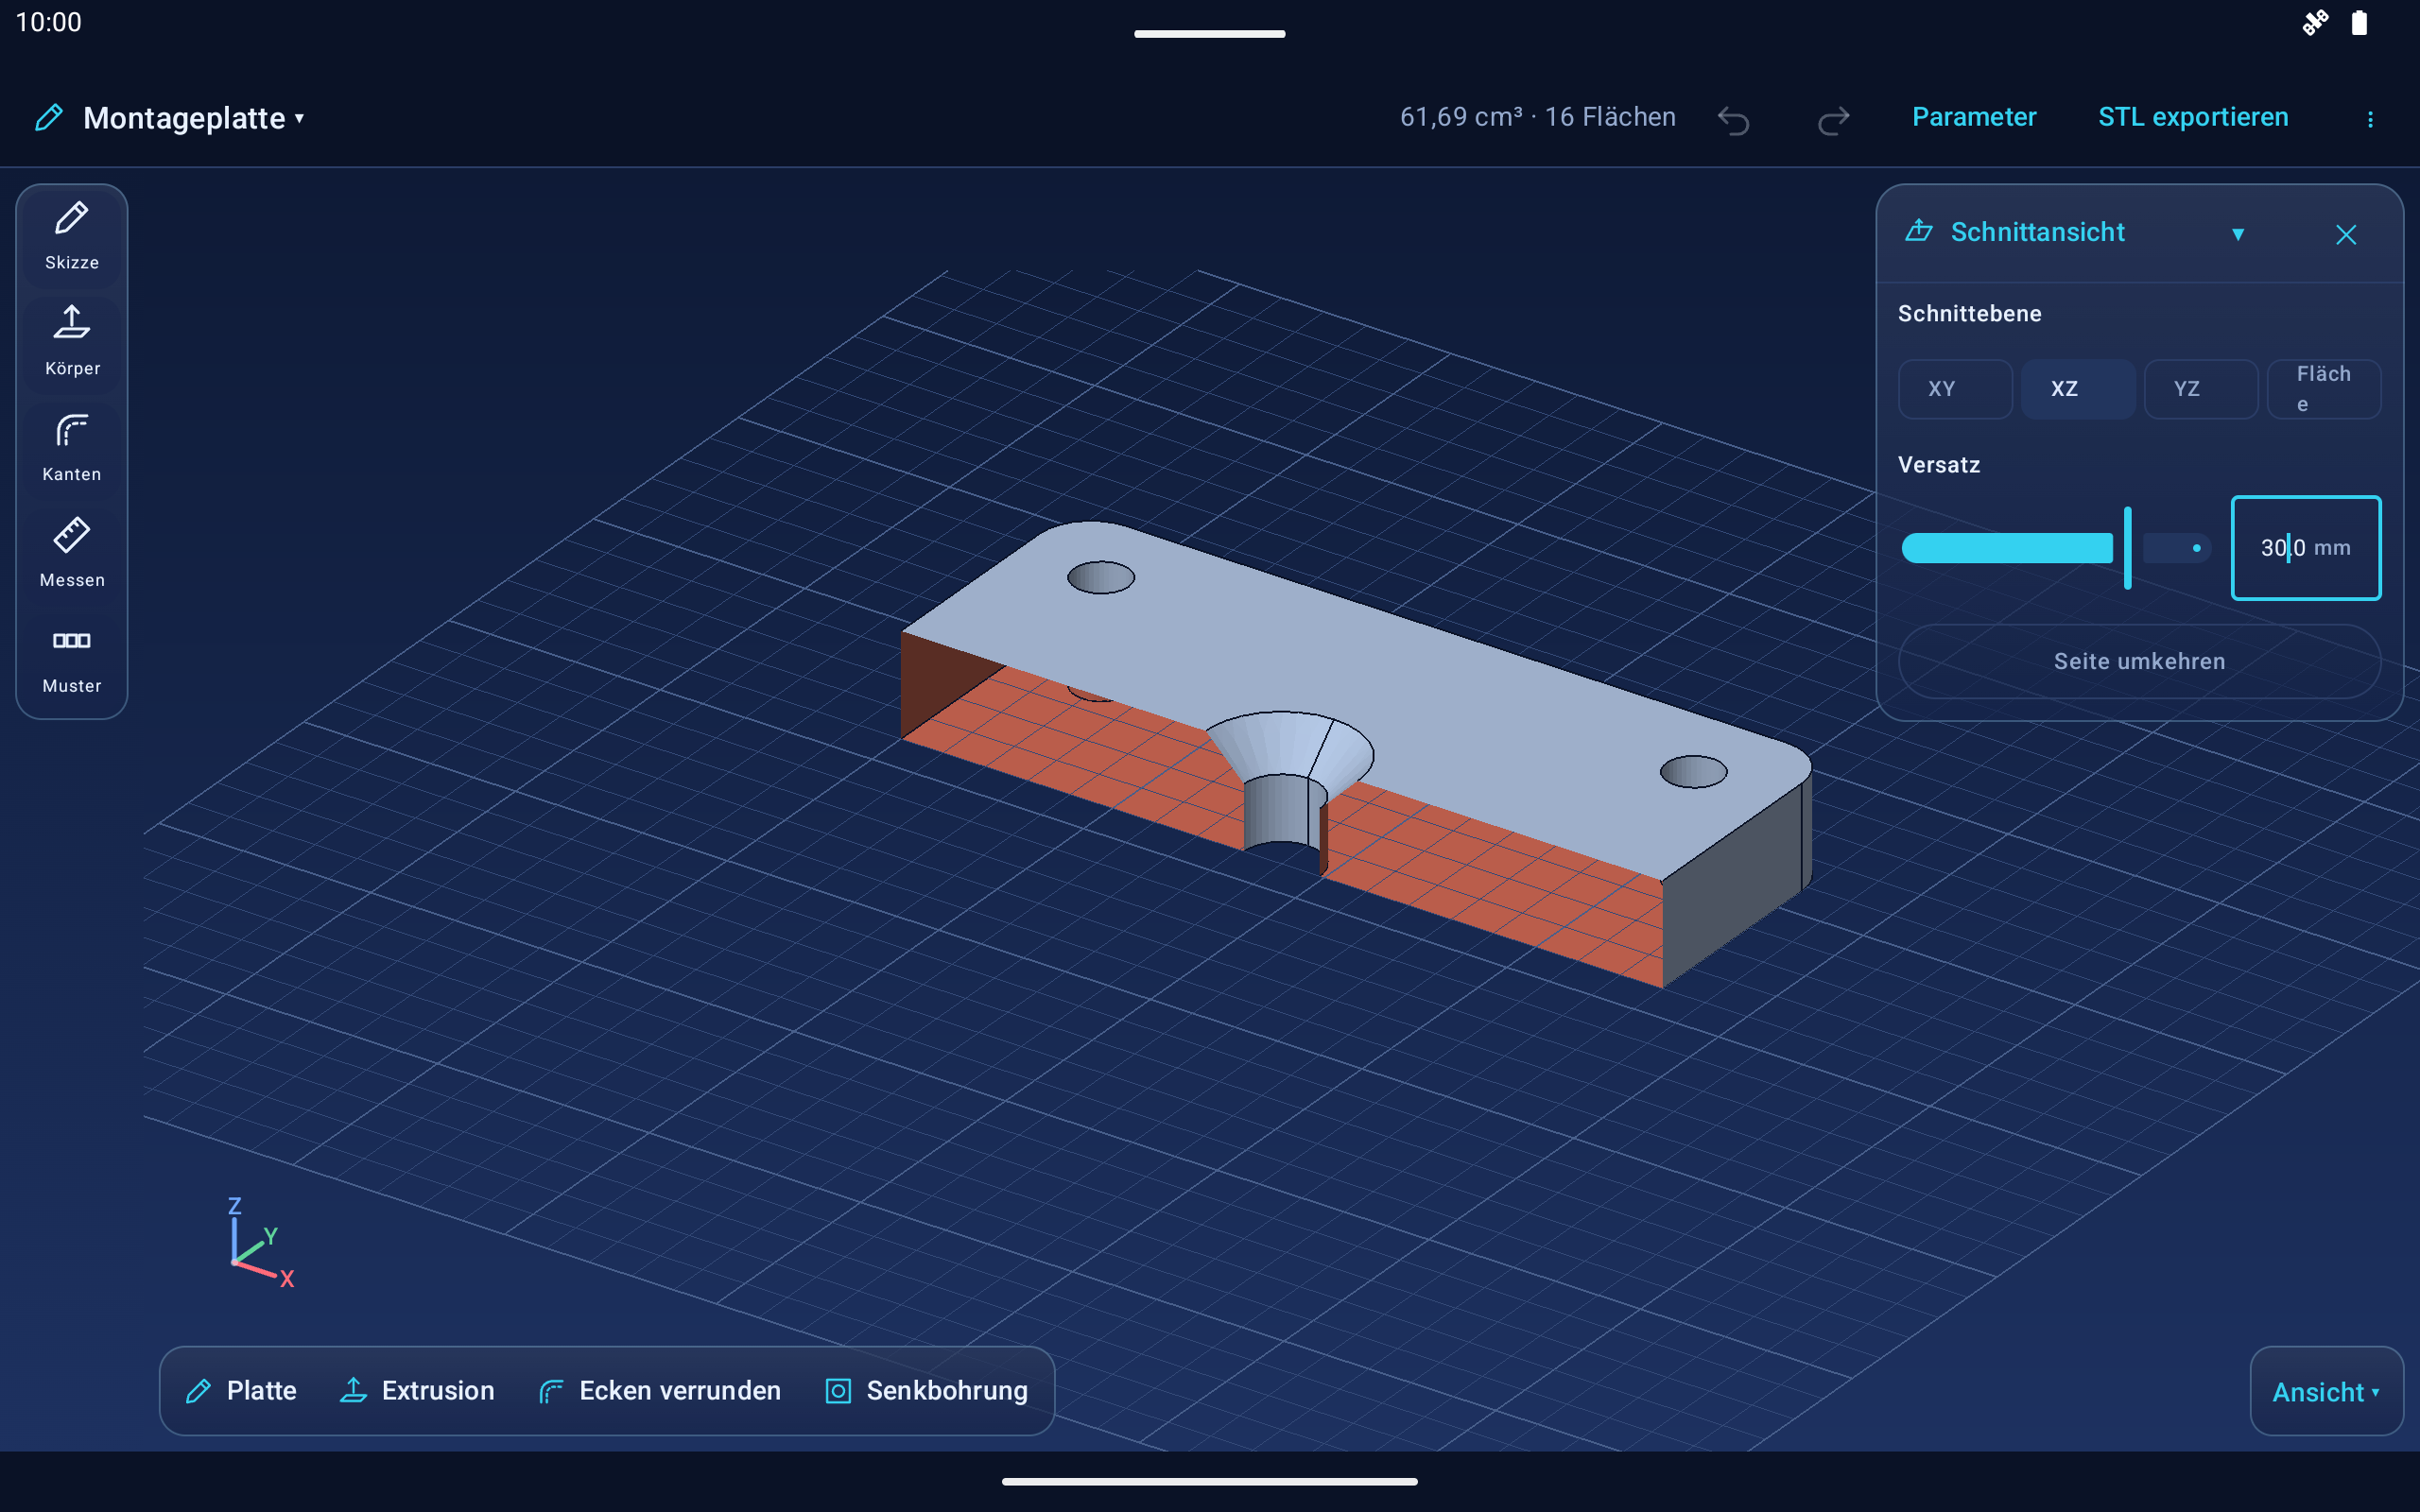 10:00
Montageplatte ▾
61,69 cm³ · 16 Flächen
Parameter
STL exportieren
Skizze
Körper
Kanten
Messen
Muster
Schnittansicht ▼
Schnittebene
XY
XZ
YZ
Fläch
e
Versatz
30.0 mm
Seite umkehren
Z
Y
X
Platte
Extrusion
Ecken verrunden
Senkbohrung
Ansicht ▾